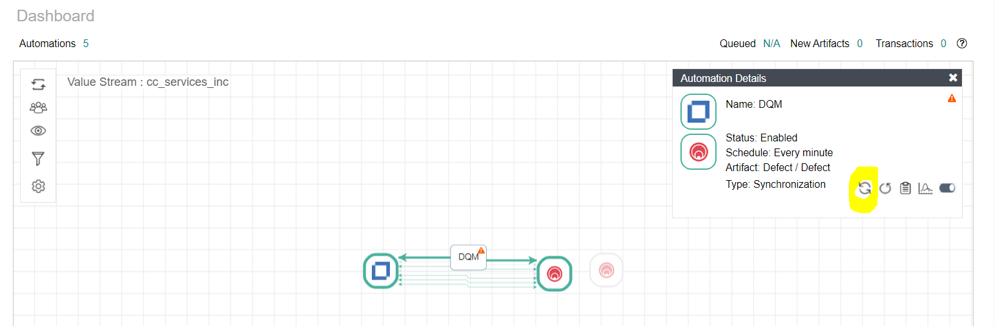 Dashboard
Automations 5
Queued N/A New Artifacts 0 Transactions 0 ?
Value Stream : cc_services_inc
Automation Details
Name: DQM
Status: Enabled
Schedule: Every minute
Artifact: Defect / Defect
Type: Synchronization
DQM